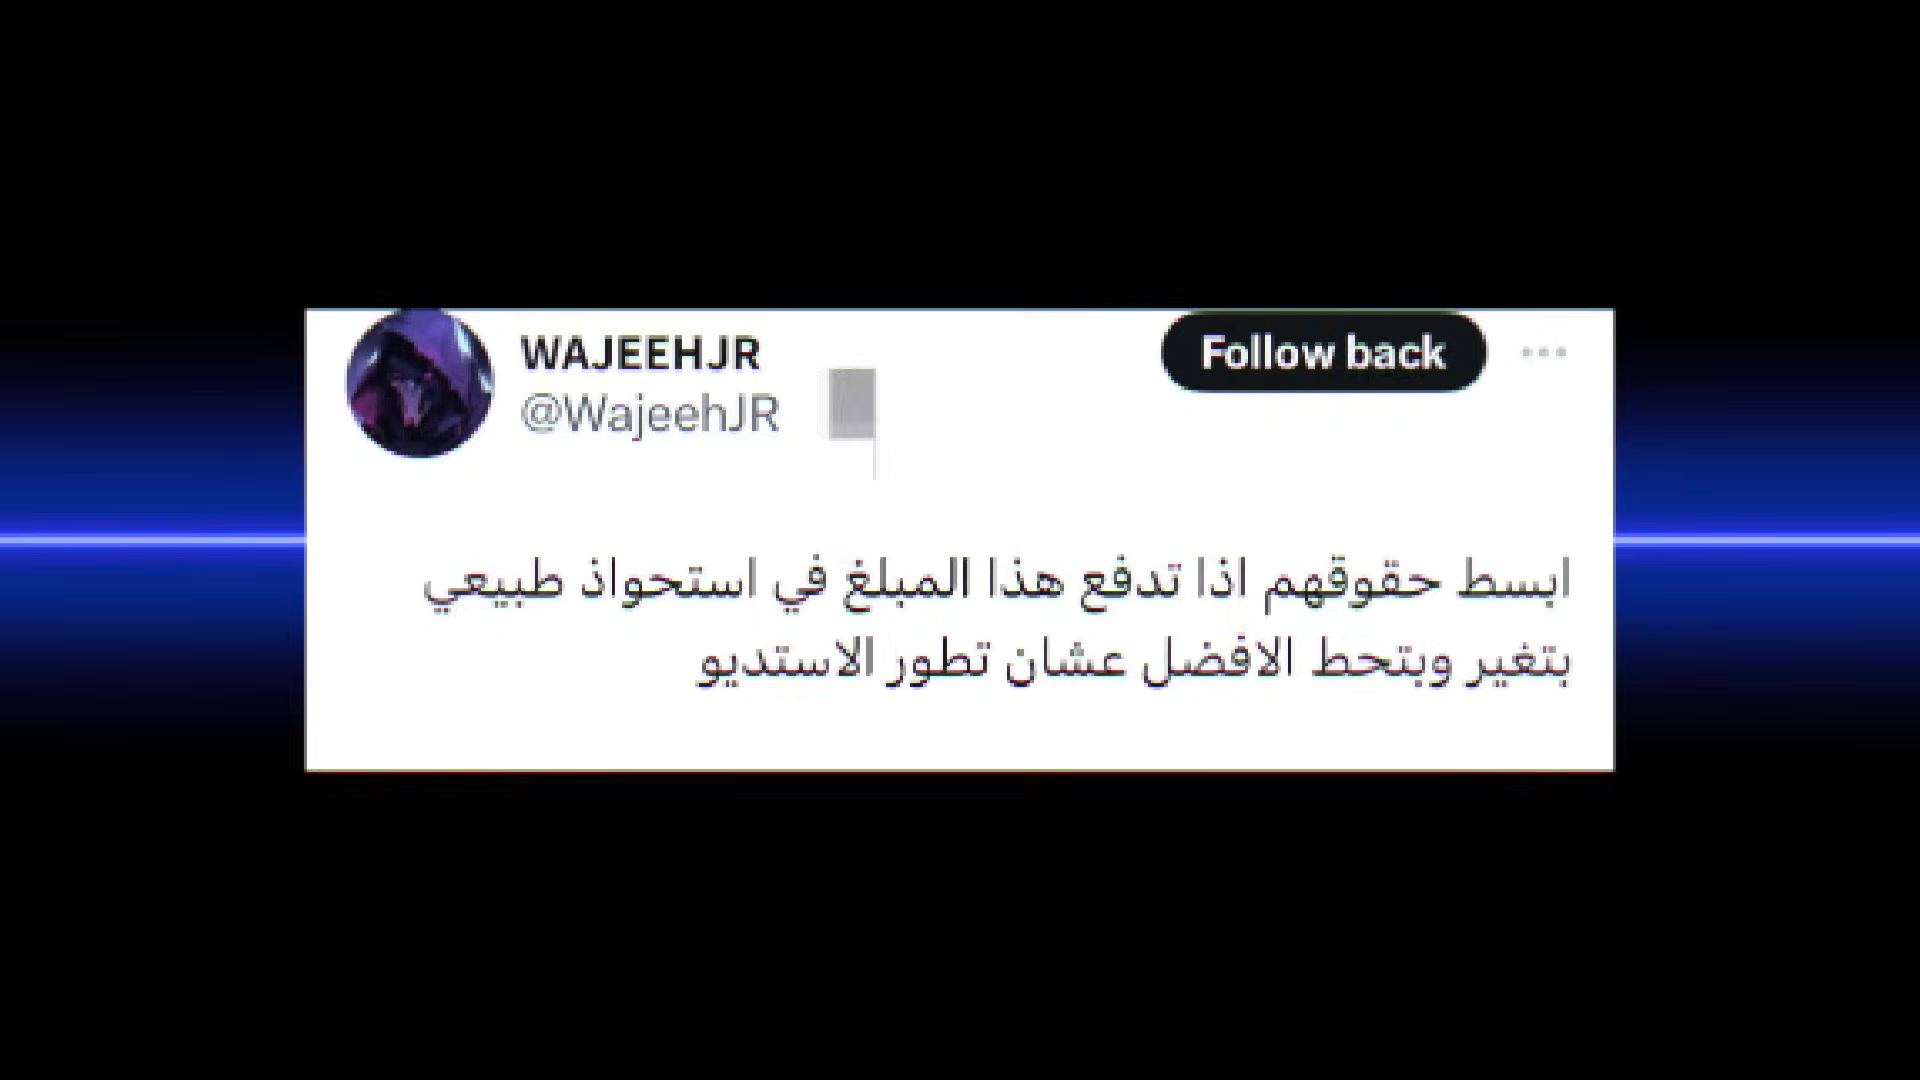 WAJEEHJR
Follow back
@WajeehJR
ابسط حقوقهم اذا تدفع هذا المبلغ في استحواذ طبيعي
بتغير وبتحط الافضل عشان تطور الاستديو